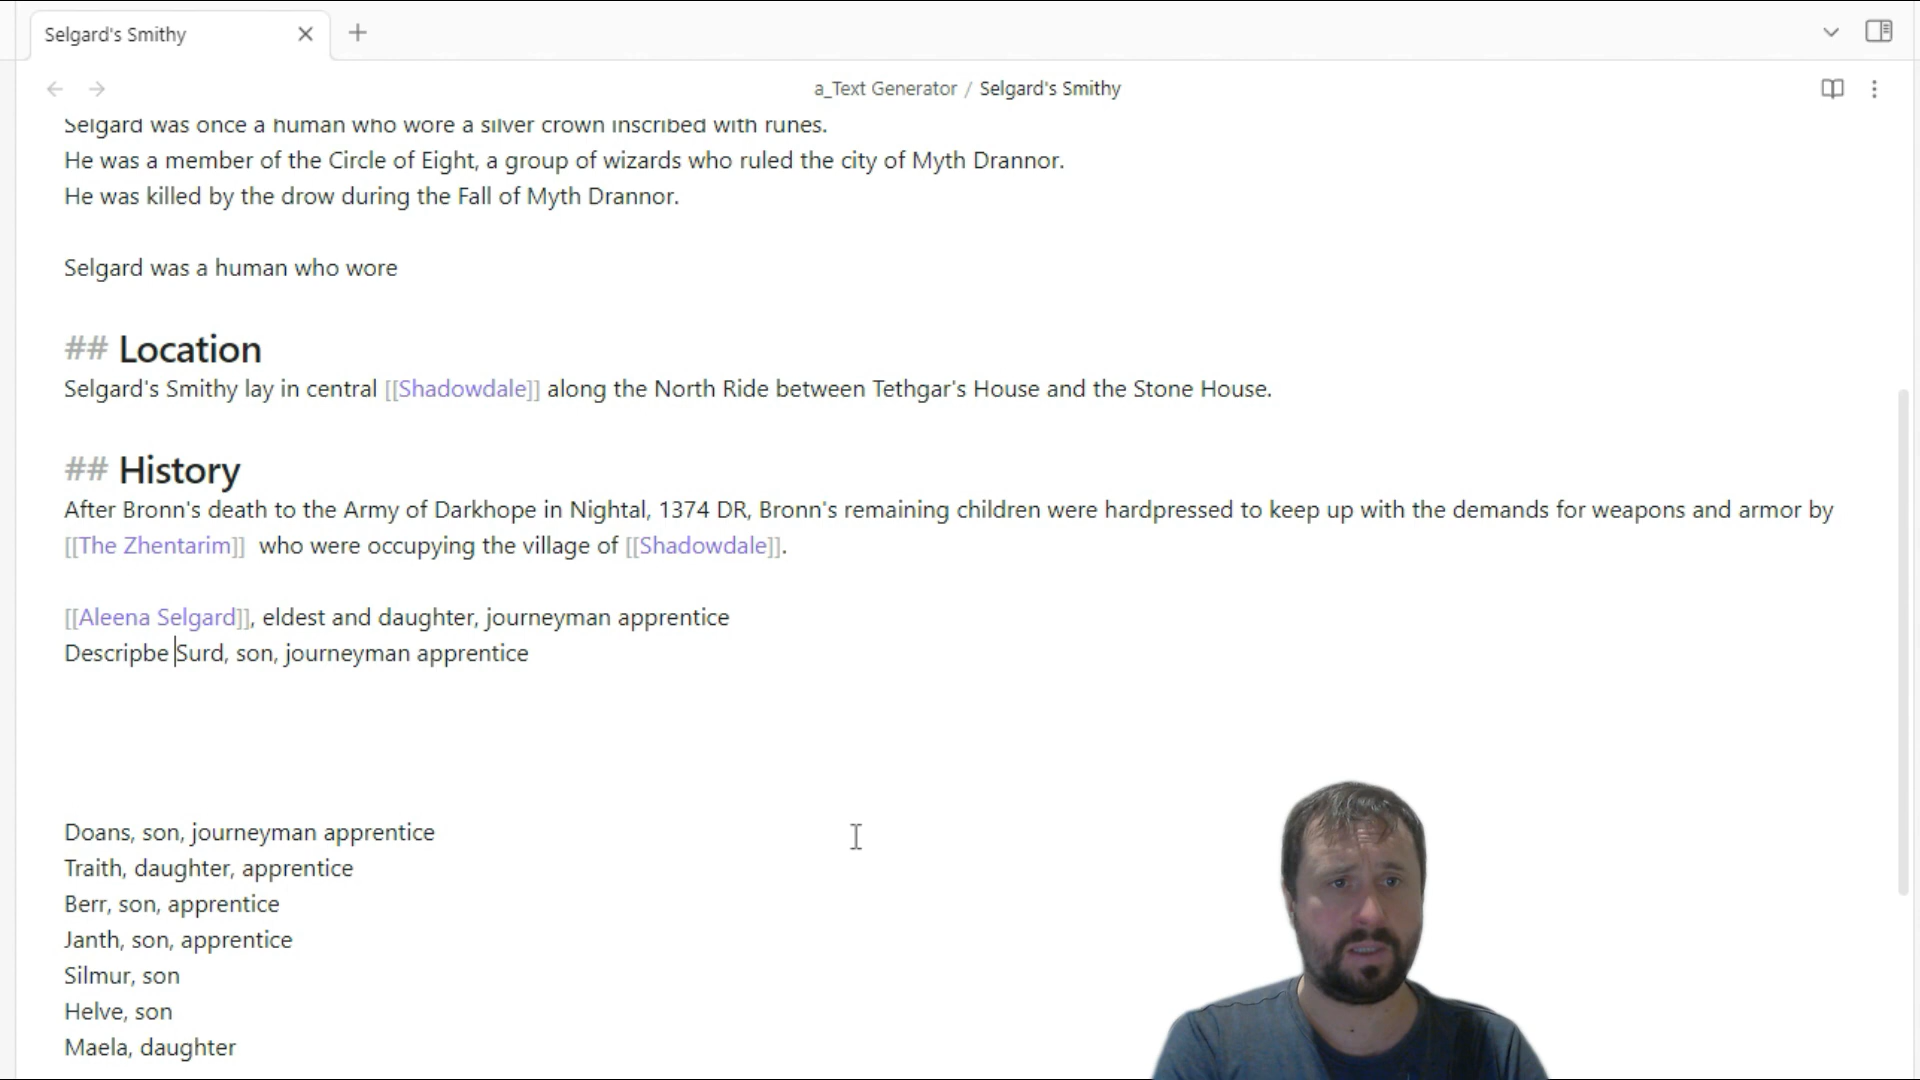 Selgard's Smithy
a_Text Generator / Selgard's Smithy
Selgard was once a human who wore a silver crown inscribed with runes.
He was a member of the Circle of Eight, a group of wizards who ruled the city of Myth Drannor.
He was killed by the drow during the Fall of Myth Drannor.
Selgard was a human who wore
## Location
Selgard's Smithy lay in central [[Shadowdale]] along the North Ride between Tethgar's House and the Stone House.
## History
After Bronn's death to the Army of Darkhope in Nightal, 1374 DR, Bronn's remaining children were hardpressed to keep up with the demands for weapons and armor by
[[The Zhentarim]]  who were occupying the village of [[Shadowdale]].
[[Aleena Selgard]], eldest and daughter, journeyman apprentice
Descripbe Surd, son, journeyman apprentice
Doans, son, journeyman apprentice
Traith, daughter, apprentice
Berr, son, apprentice
Janth, son, apprentice
Silmur, son
Helve, son
Maela, daughter